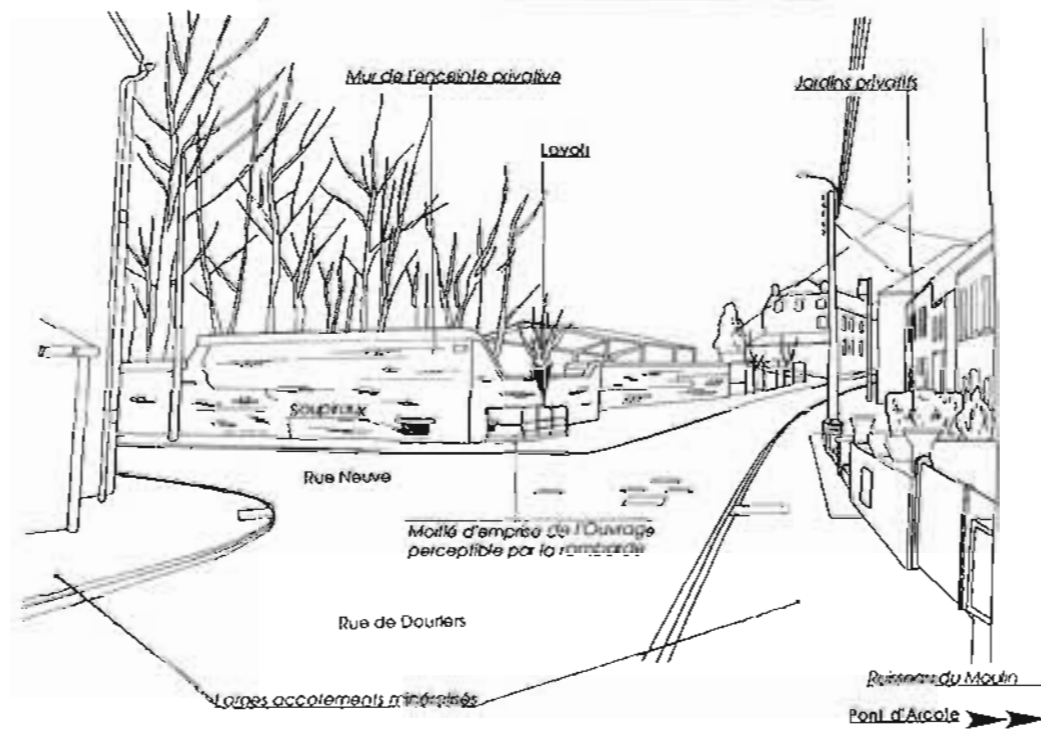 Mur de l'enceinte privative
Jardins privatifs
Lavoir
Soupiraux
Rue Neuve
Moitié d'emprise de l'Ouvrage
perceptible par la rambarde
Rue de Dourlers
Larges accotements minéralisés
Ruisseau du Moulin
Pont d'Arcole